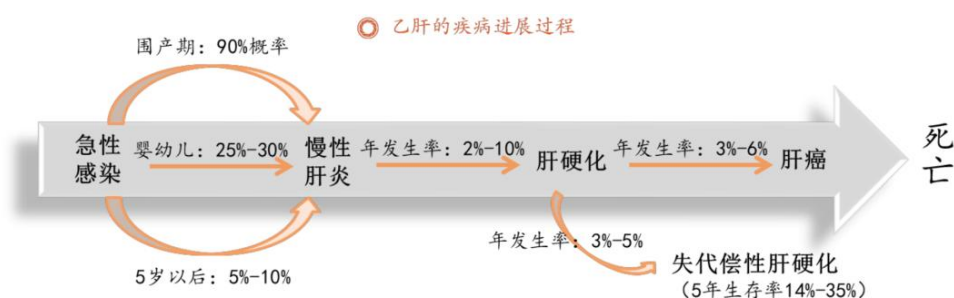 乙肝的疾病进展过程
围产期：90%概率
急性
感染
婴幼儿：25%-30%
慢性
肝炎
年发生率：2%-10%
肝硬化
年发生率：3%-6%
肝癌
死
亡
年发生率：3%-5%
5岁以后：5%-10%
失代偿性肝硬化
（5年生存率14%-35%）